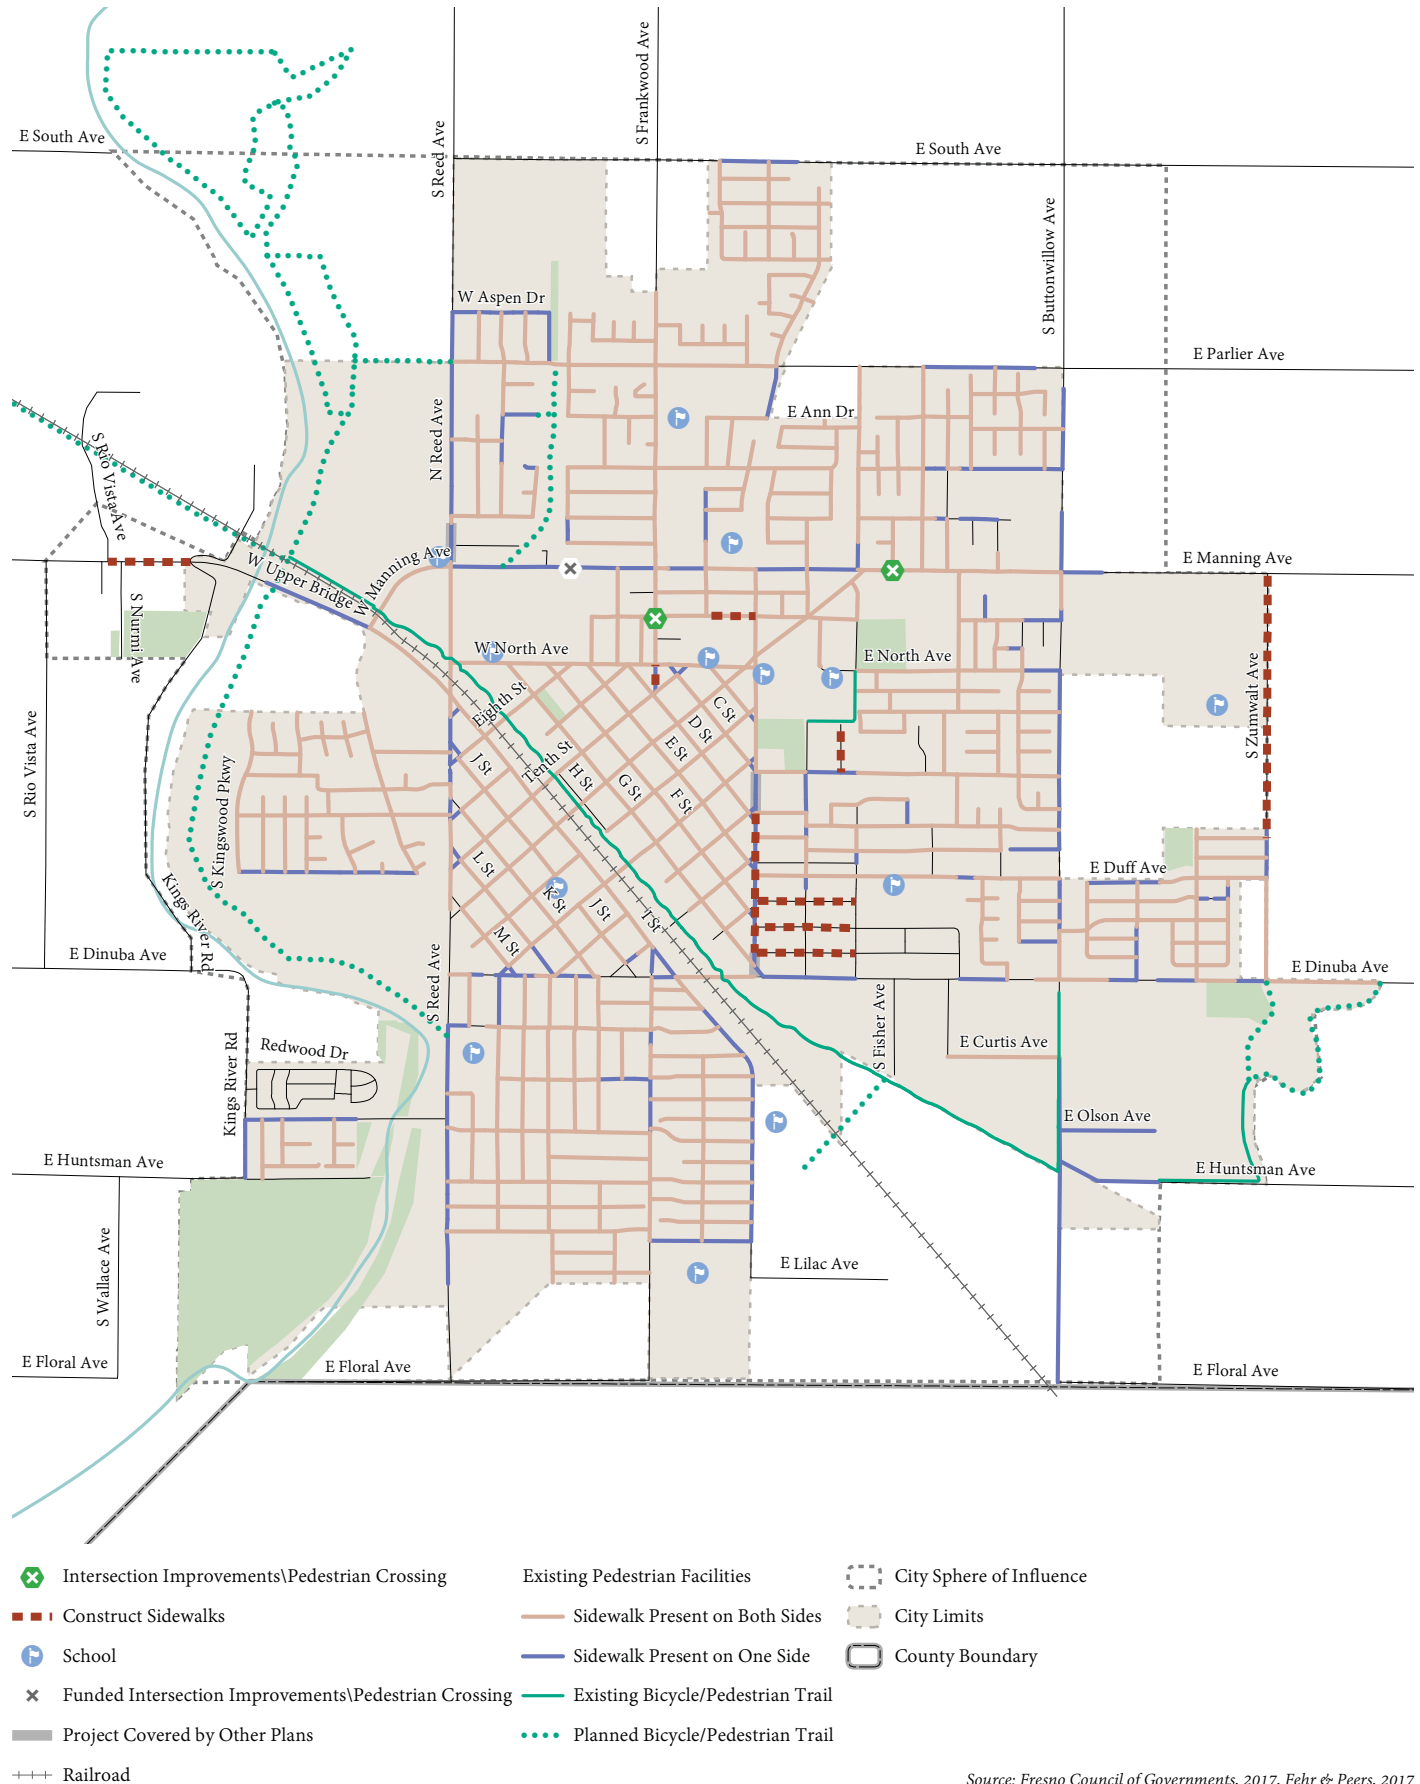 S Frankwood Ave
S Reed Ave
E South Ave
E South Ave
S Buttonwillow Ave
W Aspen Dr
E Parlier Ave
E Ann Dr
N Reed Ave
S Rio Vista Ave
W Manning Ave
E Manning Ave
W Upper Bridge
S Nurmi Ave
W North Ave
E North Ave
S Zumwalt Ave
Eighth St
C St
D St
E St
J St
Tenth St
H St
G St
F St
S Rio Vista Ave
S Kingswood Pkwy
L St
K St
J St
I St
M St
E Duff Ave
Kings River Rd
E Dinuba Ave
E Dinuba Ave
S Reed Ave
S Fisher Ave
Kings River Rd
Redwood Dr
E Curtis Ave
E Olson Ave
E Huntsman Ave
E Huntsman Ave
S Wallace Ave
E Lilac Ave
E Floral Ave
E Floral Ave
E Floral Ave
Intersection Improvements\Pedestrian Crossing
Construct Sidewalks
School
Funded Intersection Improvements\Pedestrian Crossing
Project Covered by Other Plans
Railroad
Existing Pedestrian Facilities
Sidewalk Present on Both Sides
Sidewalk Present on One Side
Existing Bicycle/Pedestrian Trail
Planned Bicycle/Pedestrian Trail
City Sphere of Influence
City Limits
County Boundary
Source: Fresno Council of Governments, 2017, Fehr & Peers, 2017